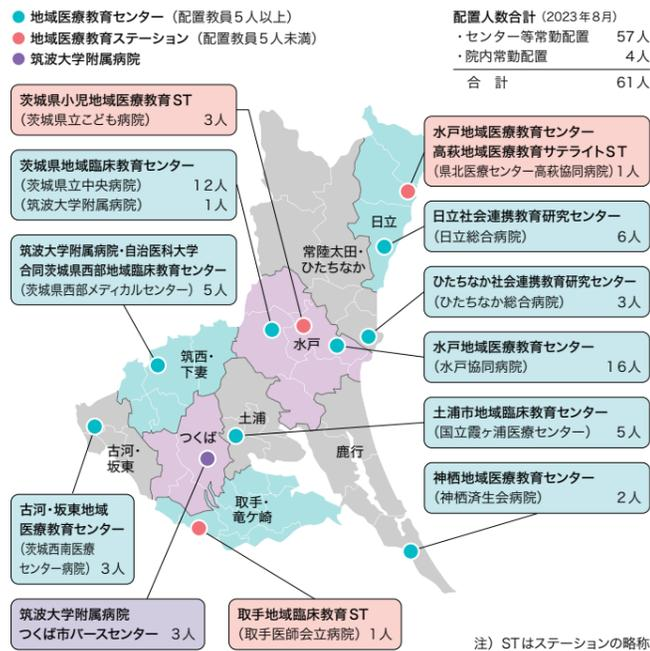 地域医療教育センター（配置教員5人以上）
地域医療教育ステーション（配置教員5人未満）
筑波大学附属病院
配置人数合計（2023年8月）
・センター等常勤配置 57人
・院内常勤配置 4人
合 計 61人
茨城県小児地域医療教育ST
（茨城県立こども病院） 3人
茨城県地域臨床教育センター
（茨城県立中央病院） 12人
（筑波大学附属病院） 1人
筑波大学附属病院・自治医科大学
合同茨城県西部地域臨床教育センター
（茨城県西部メディカルセンター）5人
水戸地域医療教育センター
高萩地域医療教育サテライトST
（県北医療センター高萩協同病院）1人
日立社会連携教育研究センター
（日立総合病院） 6人
ひたちなか社会連携教育研究センター
（ひたちなか総合病院） 3人
水戸地域医療教育センター
（水戸協同病院） 16人
土浦市地域臨床教育センター
（国立霞ヶ浦医療センター） 5人
神栖地域医療教育センター
（神栖済生会病院） 2人
日立
常陸太田・
ひたちなか
水戸
筑西・
下妻
土浦
つくば
古河・
坂東
鹿行
取手・
竜ケ崎
古河・坂東地域
医療教育センター
（茨城西南医療
センター病院）3人
筑波大学附属病院
つくば市バースセンター 3人
取手地域臨床教育ST
（取手医師会立病院）1人
注）STはステーションの略称